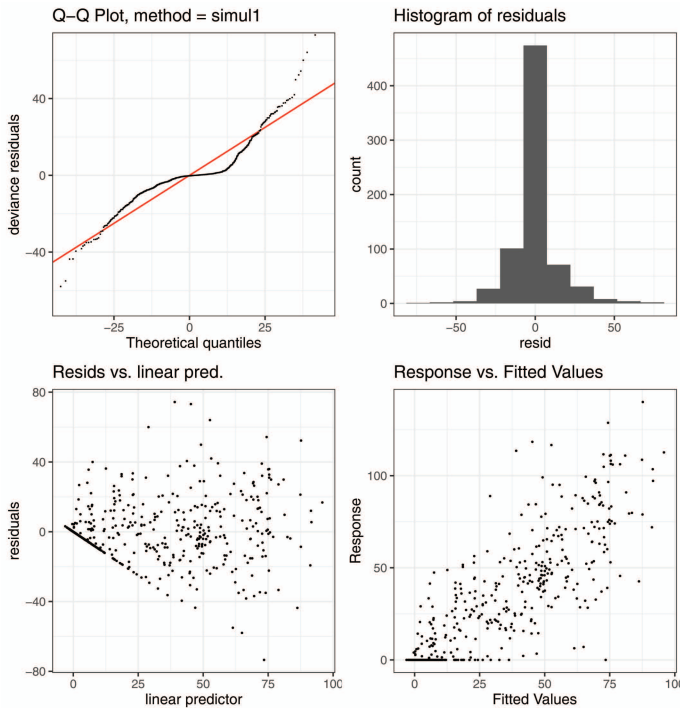 Q−Q Plot, method = simul1
deviance residuals
40
0
−40
−25
0
25
Theoretical quantiles
Histogram of residuals
count
400
300
200
100
0
−50
0
50
resid
Resids vs. linear pred.
residuals
80
40
0
−40
−80
0
25
50
75
100
linear predictor
Response vs. Fitted Values
Response
100
50
0
0
25
50
75
100
Fitted Values